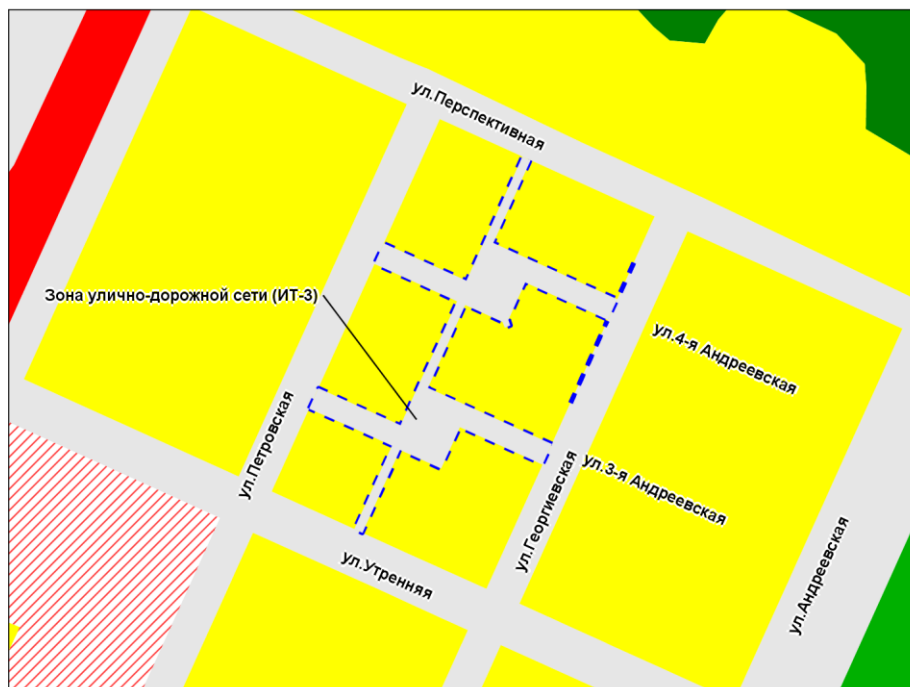 ул.Перспективная
Зона улично-дорожной сети (ИТ-3)
ул.4-я Андреевская
ул.Петровская
ул.3-я Андреевская
ул.Георгиевская
ул.Андреевская
ул.Утренняя